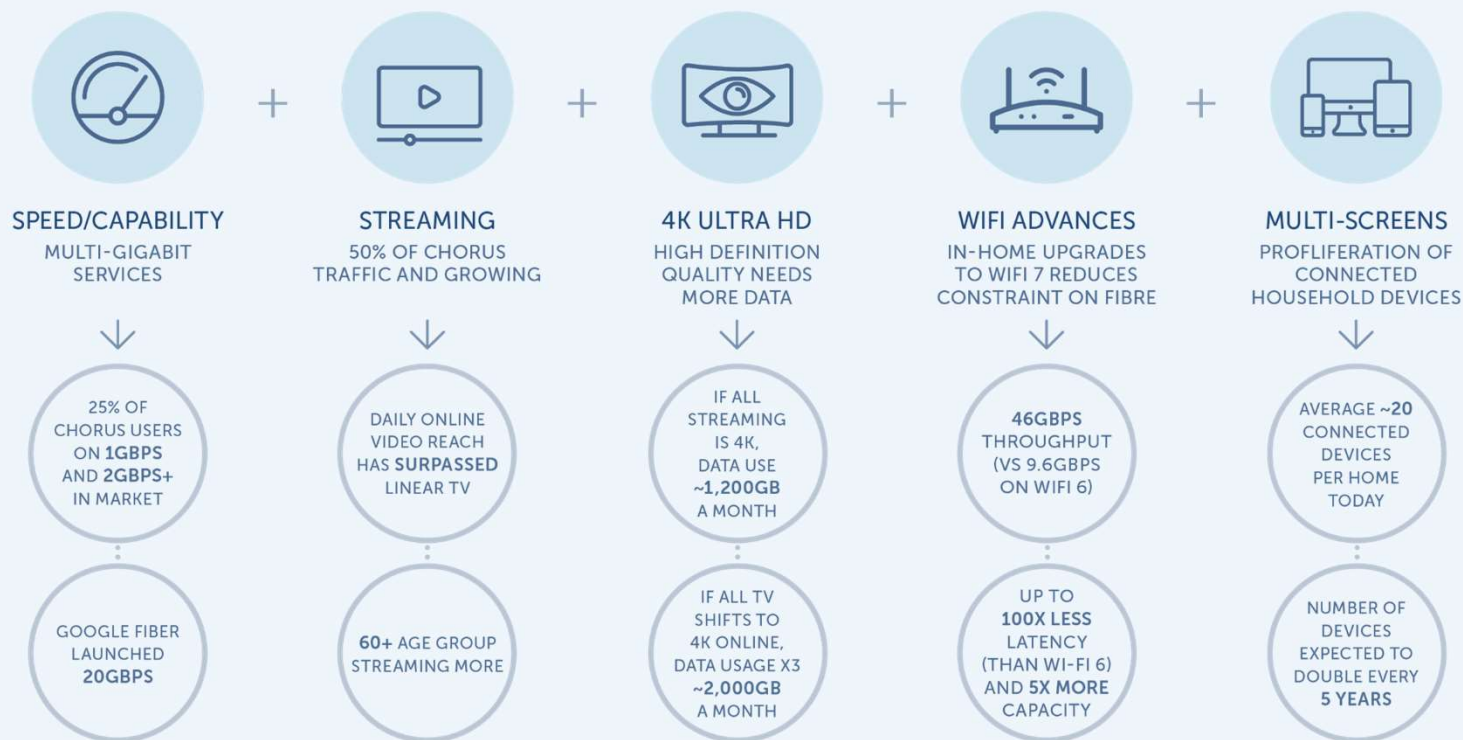 SPEED/CAPABILITY
MULTI-GIGABIT
SERVICES
25% OF
CHORUS USERS
ON 1GBPS
AND 2GBPS+
IN MARKET
GOOGLE FIBER
LAUNCHED
20GBPS
STREAMING
50% OF CHORUS
TRAFFIC AND GROWING
DAILY ONLINE
VIDEO REACH
HAS SURPASSED
LINEAR TV
60+ AGE GROUP
STREAMING MORE
4K ULTRA HD
HIGH DEFINITION
QUALITY NEEDS
MORE DATA
IF ALL
STREAMING
IS 4K,
DATA USE
~1,200GB
A MONTH
IF ALL TV
SHIFTS TO
4K ONLINE,
DATA USAGE X3
~2,000GB
A MONTH
WIFI ADVANCES
IN-HOME UPGRADES
TO WIFI 7 REDUCES
CONSTRAINT ON FIBRE
46GBPS
THROUGHPUT
(VS 9.6GBPS
ON WIFI 6)
UP TO
100X LESS
LATENCY
(THAN WI-FI 6)
AND 5X MORE
CAPACITY
MULTI-SCREENS
PROFLIFERATION OF
CONNECTED
HOUSEHOLD DEVICES
AVERAGE ~20
CONNECTED
DEVICES
PER HOME
TODAY
NUMBER OF
DEVICES
EXPECTED TO
DOUBLE EVERY
5 YEARS